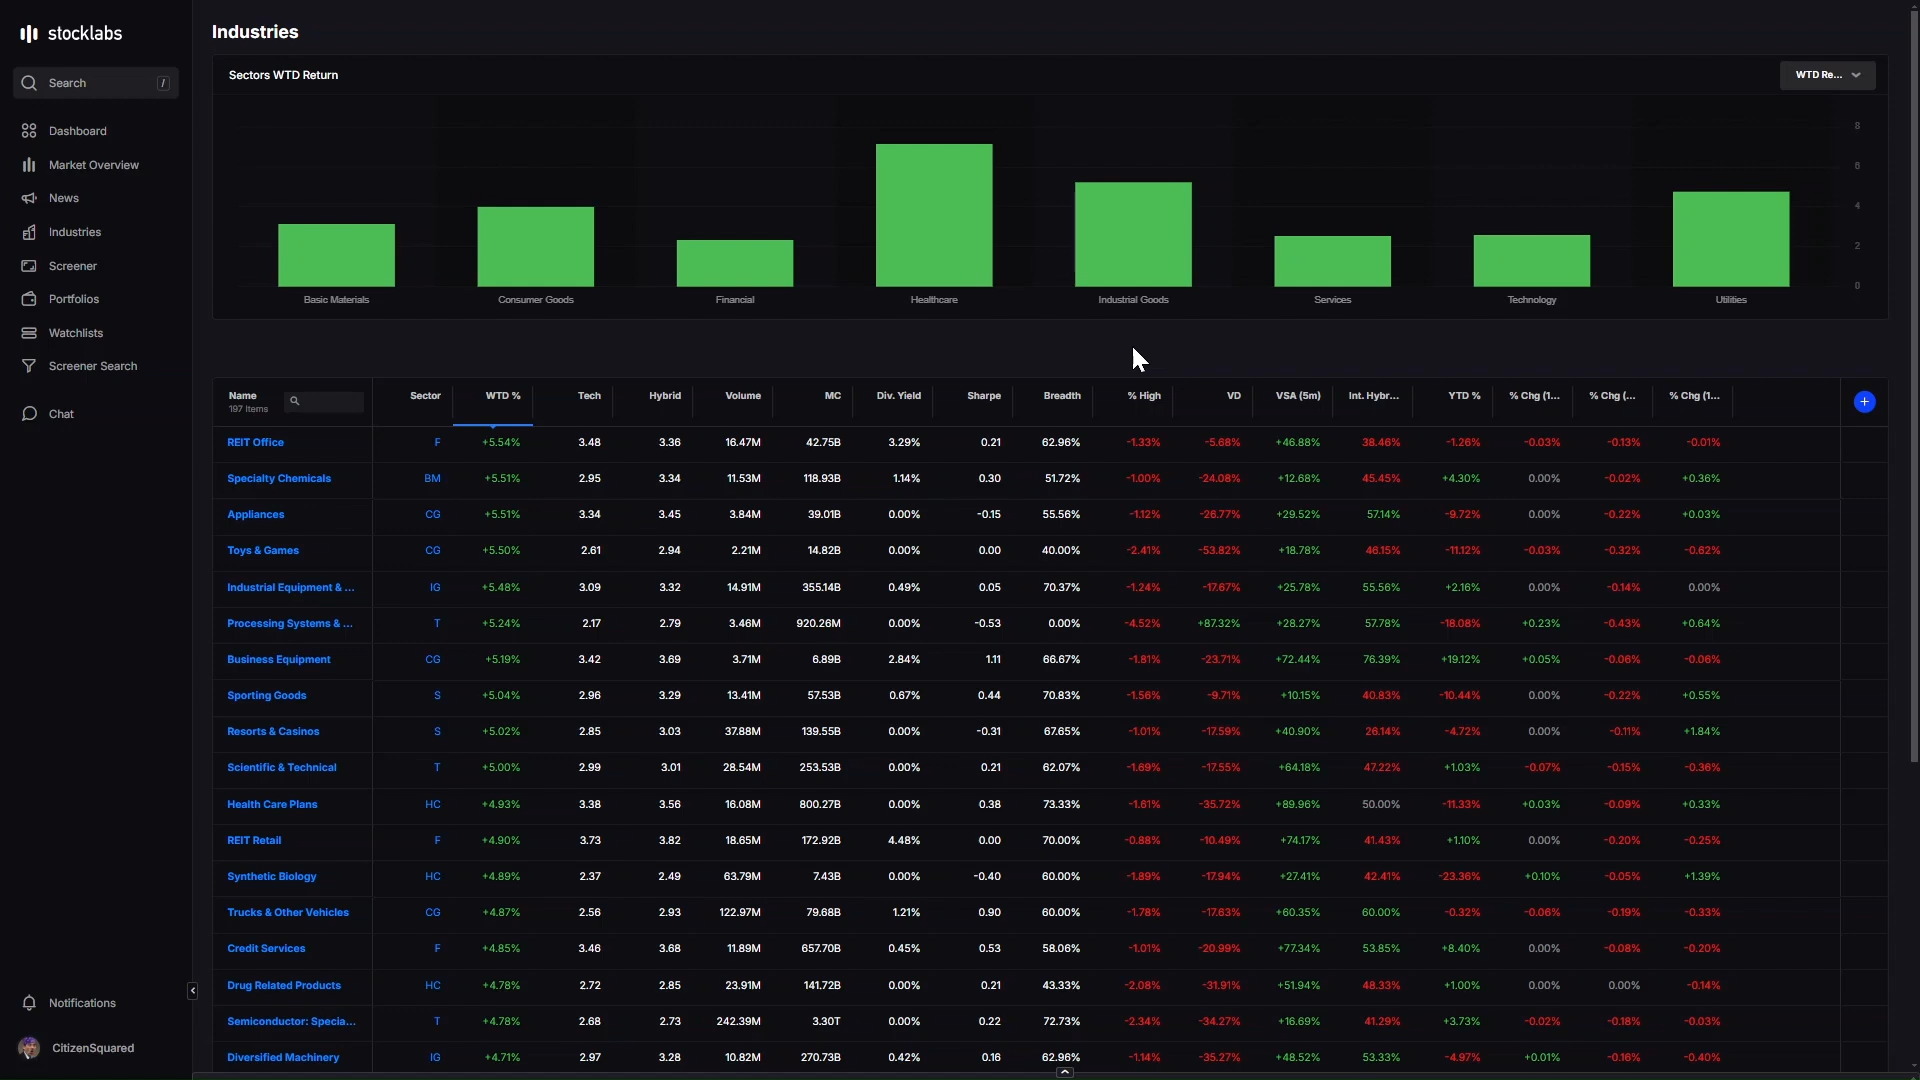 stocklabs
Search /
Dashboard
Market Overview
News
Industries
Screener
Portfolios
Watchlists
Screener Search
Chat
Notifications
CitizenSquared
Industries
Sectors WTD Return
WTD Re...
8
6
4
2
0
Basic Materials Consumer Goods Financial Healthcare Industrial Goods Services Technology Utilities
Name Sector WTD % Tech Hybrid Volume MC Div. Yield Sharpe Breadth % High VD VSA (5m) Int. Hybr... YTD % % Chg (1... % Chg (... % Chg (1...
197 Items
REIT Office F +5.54% 3.48 3.36 16.47M 42.75B 3.29% 0.21 62.96% -1.33% -5.68% +46.88% 38.46% -1.26% -0.03% -0.13% -0.01%
Specialty Chemicals BM +5.51% 2.95 3.34 11.53M 118.93B 1.14% 0.30 51.72% -1.00% -24.08% +12.68% 45.45% +4.30% 0.00% -0.02% +0.36%
Appliances CG +5.51% 3.34 3.45 3.84M 39.01B 0.00% -0.15 55.56% -1.12% -26.77% +29.52% 57.14% -9.72% 0.00% -0.22% +0.03%
Toys & Games CG +5.50% 2.61 2.94 2.21M 14.82B 0.00% 0.00 40.00% -2.41% -53.82% +18.78% 46.15% -11.12% -0.03% -0.32% -0.62%
Industrial Equipment & ... IG +5.48% 3.09 3.32 14.91M 355.14B 0.49% 0.05 70.37% -1.24% -17.67% +25.78% 55.56% +2.16% 0.00% -0.14% 0.00%
Processing Systems & ... T +5.24% 2.17 2.79 3.46M 920.26M 0.00% -0.53 0.00% -4.52% +87.32% +28.27% 57.78% -18.08% +0.23% -0.43% +0.64%
Business Equipment CG +5.19% 3.42 3.69 3.71M 6.89B 2.84% 1.11 66.67% -1.81% -23.71% +72.44% 76.39% +19.12% +0.05% -0.06% -0.06%
Sporting Goods S +5.04% 2.96 3.29 13.41M 57.53B 0.67% 0.44 70.83% -1.56% -9.71% +10.15% 40.83% -10.44% 0.00% -0.22% +0.55%
Resorts & Casinos S +5.02% 2.85 3.03 37.88M 139.55B 0.00% -0.31 67.65% -1.01% -17.59% +40.90% 26.14% -4.72% 0.00% -0.11% +1.84%
Scientific & Technical T +5.00% 2.99 3.01 28.54M 253.53B 0.00% 0.21 62.07% -1.69% -17.55% +64.18% 47.22% +1.03% -0.07% -0.15% -0.36%
Health Care Plans HC +4.93% 3.38 3.56 16.08M 800.27B 0.00% 0.38 73.33% -1.61% -35.72% +89.96% 50.00% -11.33% +0.03% -0.09% +0.33%
REIT Retail F +4.90% 3.73 3.82 18.65M 172.92B 4.48% 0.00 70.00% -0.88% -10.49% +74.17% 41.43% +1.10% 0.00% -0.20% -0.25%
Synthetic Biology HC +4.89% 2.37 2.49 63.79M 7.43B 0.00% -0.40 60.00% -1.89% -17.94% +27.41% 42.41% -23.36% +0.10% -0.05% +1.39%
Trucks & Other Vehicles CG +4.87% 2.56 2.93 122.97M 79.68B 1.21% 0.90 60.00% -1.78% -17.63% +60.35% 60.00% -0.32% -0.06% -0.19% -0.33%
Credit Services F +4.85% 3.46 3.68 11.89M 657.70B 0.45% 0.53 58.06% -1.01% -20.99% +77.34% 53.85% +8.40% 0.00% -0.08% -0.20%
Drug Related Products HC +4.78% 2.72 2.85 23.91M 141.72B 0.00% 0.21 43.33% -2.08% -31.91% +51.94% 48.33% +1.00% 0.00% 0.00% -0.14%
Semiconductor: Specia... T +4.78% 2.68 2.73 242.39M 3.30T 0.00% 0.22 72.73% -2.34% -34.27% +16.69% 41.29% +3.73% -0.02% -0.18% -0.03%
Diversified Machinery IG +4.71% 2.97 3.28 10.82M 270.73B 0.42% 0.16 62.96% -1.14% -35.27% +48.52% 53.33% -4.97% +0.01% -0.16% -0.40%